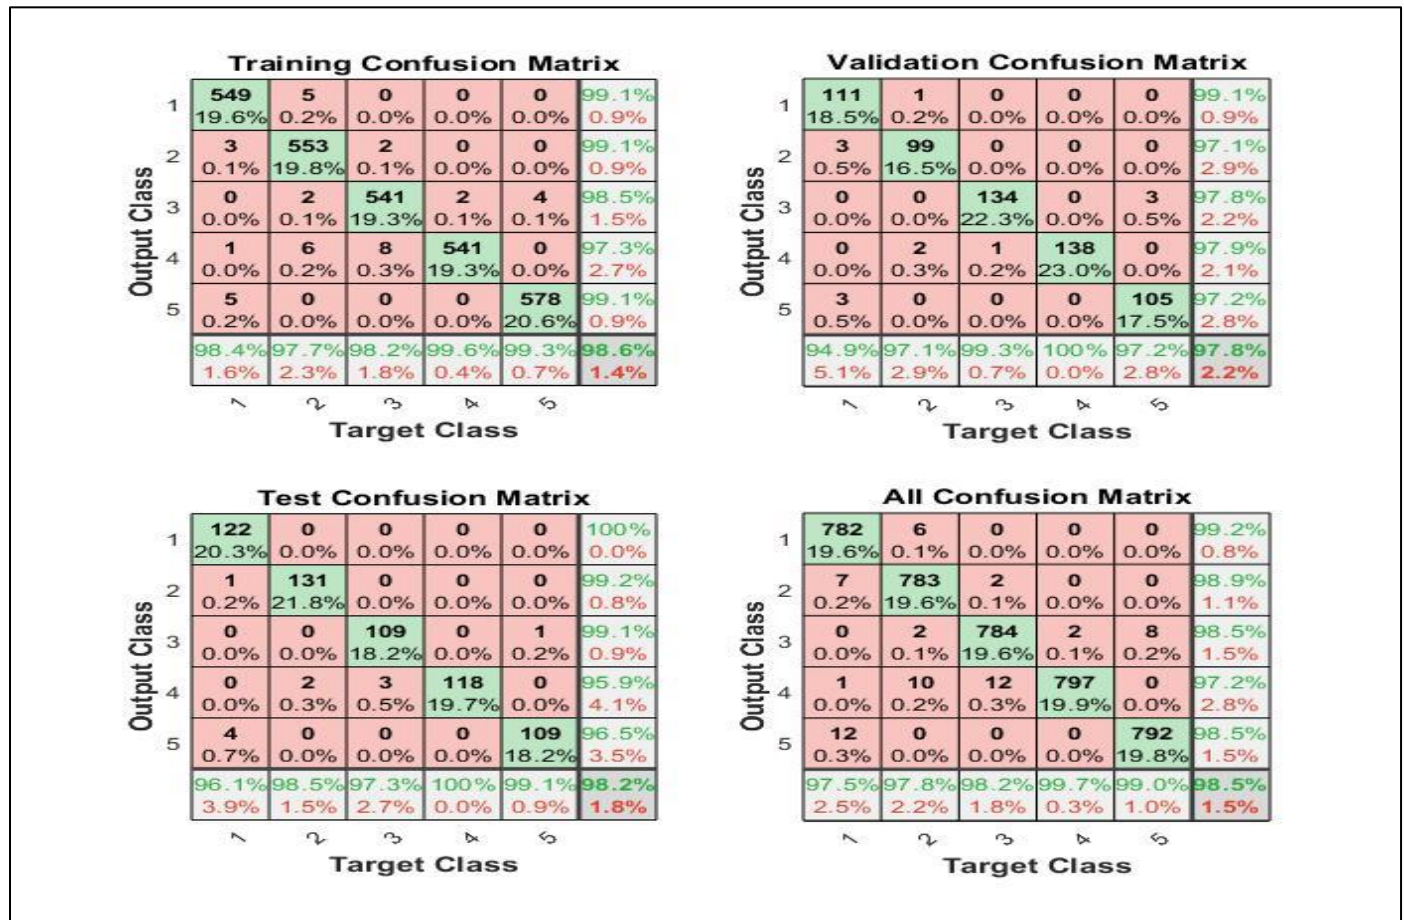 Training Confusion Matrix
Output Class
1 549 5 0 0 0 99.1%
19.6% 0.2% 0.0% 0.0% 0.0% 0.9%
2 3 553 2 0 0 99.1%
0.1% 19.8% 0.1% 0.0% 0.0% 0.9%
3 0 2 541 2 4 98.5%
0.0% 0.1% 19.3% 0.1% 0.1% 1.5%
4 1 6 8 541 0 97.3%
0.0% 0.2% 0.3% 19.3% 0.0% 2.7%
5 5 0 0 0 578 99.1%
0.2% 0.0% 0.0% 0.0% 20.6% 0.9%
98.4% 97.7% 98.2% 99.6% 99.3% 98.6%
1.6% 2.3% 1.8% 0.4% 0.7% 1.4%
1 2 3 4 5
Target Class
Validation Confusion Matrix
Output Class
1 111 1 0 0 0 99.1%
18.5% 0.2% 0.0% 0.0% 0.0% 0.9%
2 3 99 0 0 0 97.1%
0.5% 16.5% 0.0% 0.0% 0.0% 2.9%
3 0 0 134 0 3 97.8%
0.0% 0.0% 22.3% 0.0% 0.5% 2.2%
4 0 2 1 138 0 97.9%
0.0% 0.3% 0.2% 23.0% 0.0% 2.1%
5 3 0 0 0 105 97.2%
0.5% 0.0% 0.0% 0.0% 17.5% 2.8%
94.9% 97.1% 99.3% 100% 97.2% 97.8%
5.1% 2.9% 0.7% 0.0% 2.8% 2.2%
1 2 3 4 5
Target Class
Test Confusion Matrix
Output Class
1 122 0 0 0 0 100%
20.3% 0.0% 0.0% 0.0% 0.0% 0.0%
2 1 131 0 0 0 99.2%
0.2% 21.8% 0.0% 0.0% 0.0% 0.8%
3 0 0 109 0 1 99.1%
0.0% 0.0% 18.2% 0.0% 0.2% 0.9%
4 0 2 3 118 0 95.9%
0.0% 0.3% 0.5% 19.7% 0.0% 4.1%
5 4 0 0 0 109 96.5%
0.7% 0.0% 0.0% 0.0% 18.2% 3.5%
96.1% 98.5% 97.3% 100% 99.1% 98.2%
3.9% 1.5% 2.7% 0.0% 0.9% 1.8%
1 2 3 4 5
Target Class
All Confusion Matrix
Output Class
1 782 6 0 0 0 99.2%
19.6% 0.1% 0.0% 0.0% 0.0% 0.8%
2 7 783 2 0 0 98.9%
0.2% 19.6% 0.1% 0.0% 0.0% 1.1%
3 0 2 784 2 8 98.5%
0.0% 0.1% 19.6% 0.1% 0.2% 1.5%
4 1 10 12 797 0 97.2%
0.0% 0.2% 0.3% 19.9% 0.0% 2.8%
5 12 0 0 0 792 98.5%
0.3% 0.0% 0.0% 0.0% 19.8% 1.5%
97.5% 97.8% 98.2% 99.7% 99.0% 98.5%
2.5% 2.2% 1.8% 0.3% 1.0% 1.5%
1 2 3 4 5
Target Class